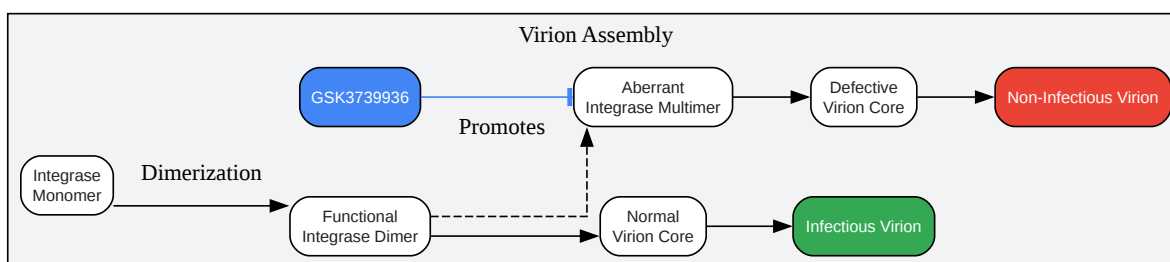 Virion Assembly
GSK3739936
Promotes
Aberrant
Integrase Multimer
Defective
Virion Core
Non-Infectious Virion
Integrase
Monomer
Dimerization
Functional
Integrase Dimer
Normal
Virion Core
Infectious Virion